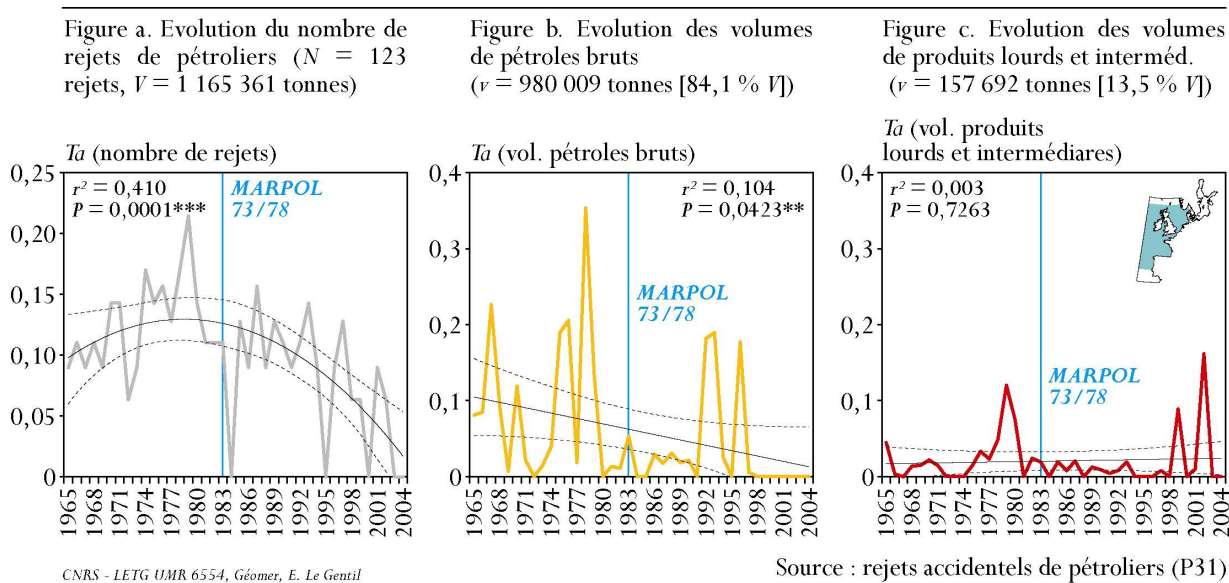 Figure a. Evolution du nombre de
rejets de pétroliers (N = 123
rejets, V = 1 165 361 tonnes)
Figure b. Evolution des volumes
de pétroles bruts
(v = 980 009 tonnes [84,1 % V])
Figure c. Evolution des volumes
de produits lourds et interméd.
(v = 157 692 tonnes [13,5 % V])
Ta (nombre de rejets)
0,25
0,20
0,15
0,10
0,05
0
r² = 0,410
P = 0,0001***
MARPOL
73/78
1965 1968 1971 1974 1977 1980 1983 1986 1989 1992 1995 1998 2001 2004
Ta (vol. pétroles bruts)
0,4
0,3
0,2
0,1
0
r² = 0,104
P = 0,0423**
MARPOL
73/78
1965 1968 1971 1974 1977 1980 1983 1986 1989 1992 1995 1998 2001 2004
Ta (vol. produits
lourds et intermédiares)
0,4
0,3
0,2
0,1
0
r² = 0,003
P = 0,7263
MARPOL
73/78
1965 1968 1971 1974 1977 1980 1983 1986 1989 1992 1995 1998 2001 2004
CNRS - LETG UMR 6554, Géomer, E. Le Gentil
Source : rejets accidentels de pétroliers (P31)